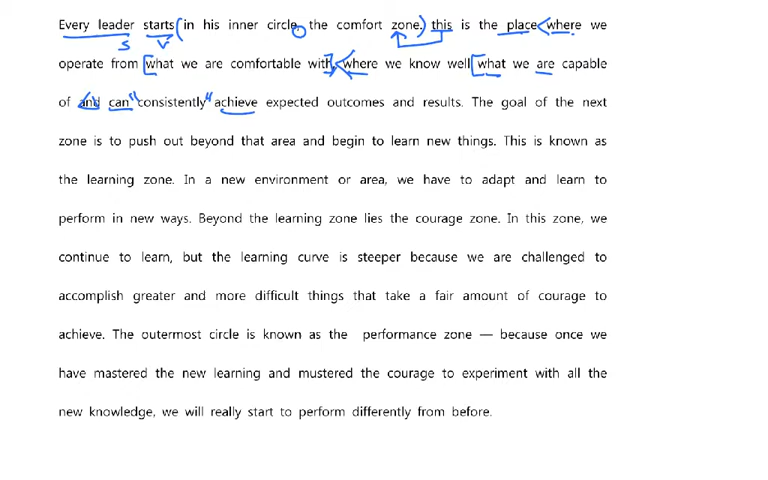 Every leader starts in his inner circle, the comfort zone. this is the place where we
S V
operate from what we are comfortable with, where we know well what we are capable
of and can consistently achieve expected outcomes and results. The goal of the next
zone is to push out beyond that area and begin to learn new things. This is known as
the learning zone. In a new environment or area, we have to adapt and learn to
perform in new ways. Beyond the learning zone lies the courage zone. In this zone, we
continue to learn, but the learning curve is steeper because we are challenged to
accomplish greater and more difficult things that take a fair amount of courage to
achieve. The outermost circle is known as the performance zone — because once we
have mastered the new learning and mustered the courage to experiment with all the
new knowledge, we will really start to perform differently from before.